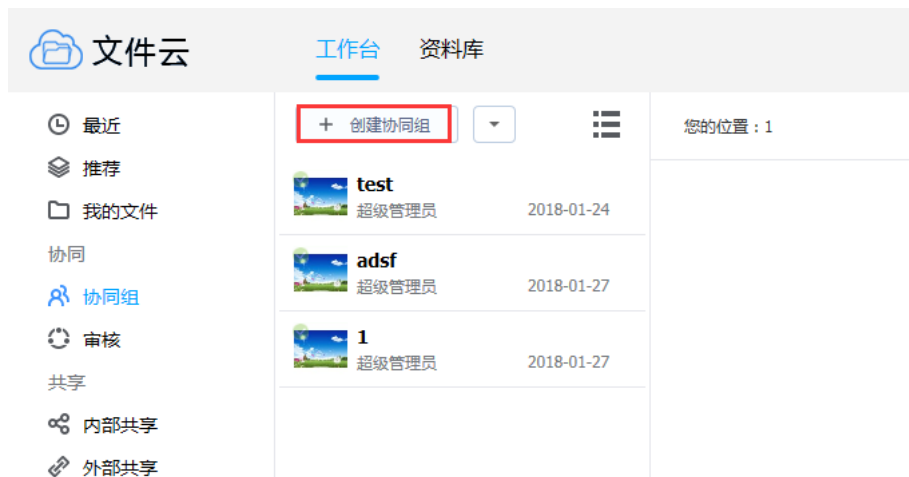 文件云
工作台
资料库
最近
推荐
我的文件
协同
协同组
审核
共享
内部共享
外部共享
+ 创建协同组
test
超级管理员 2018-01-24
adsf
超级管理员 2018-01-27
1
超级管理员 2018-01-27
您的位置：1